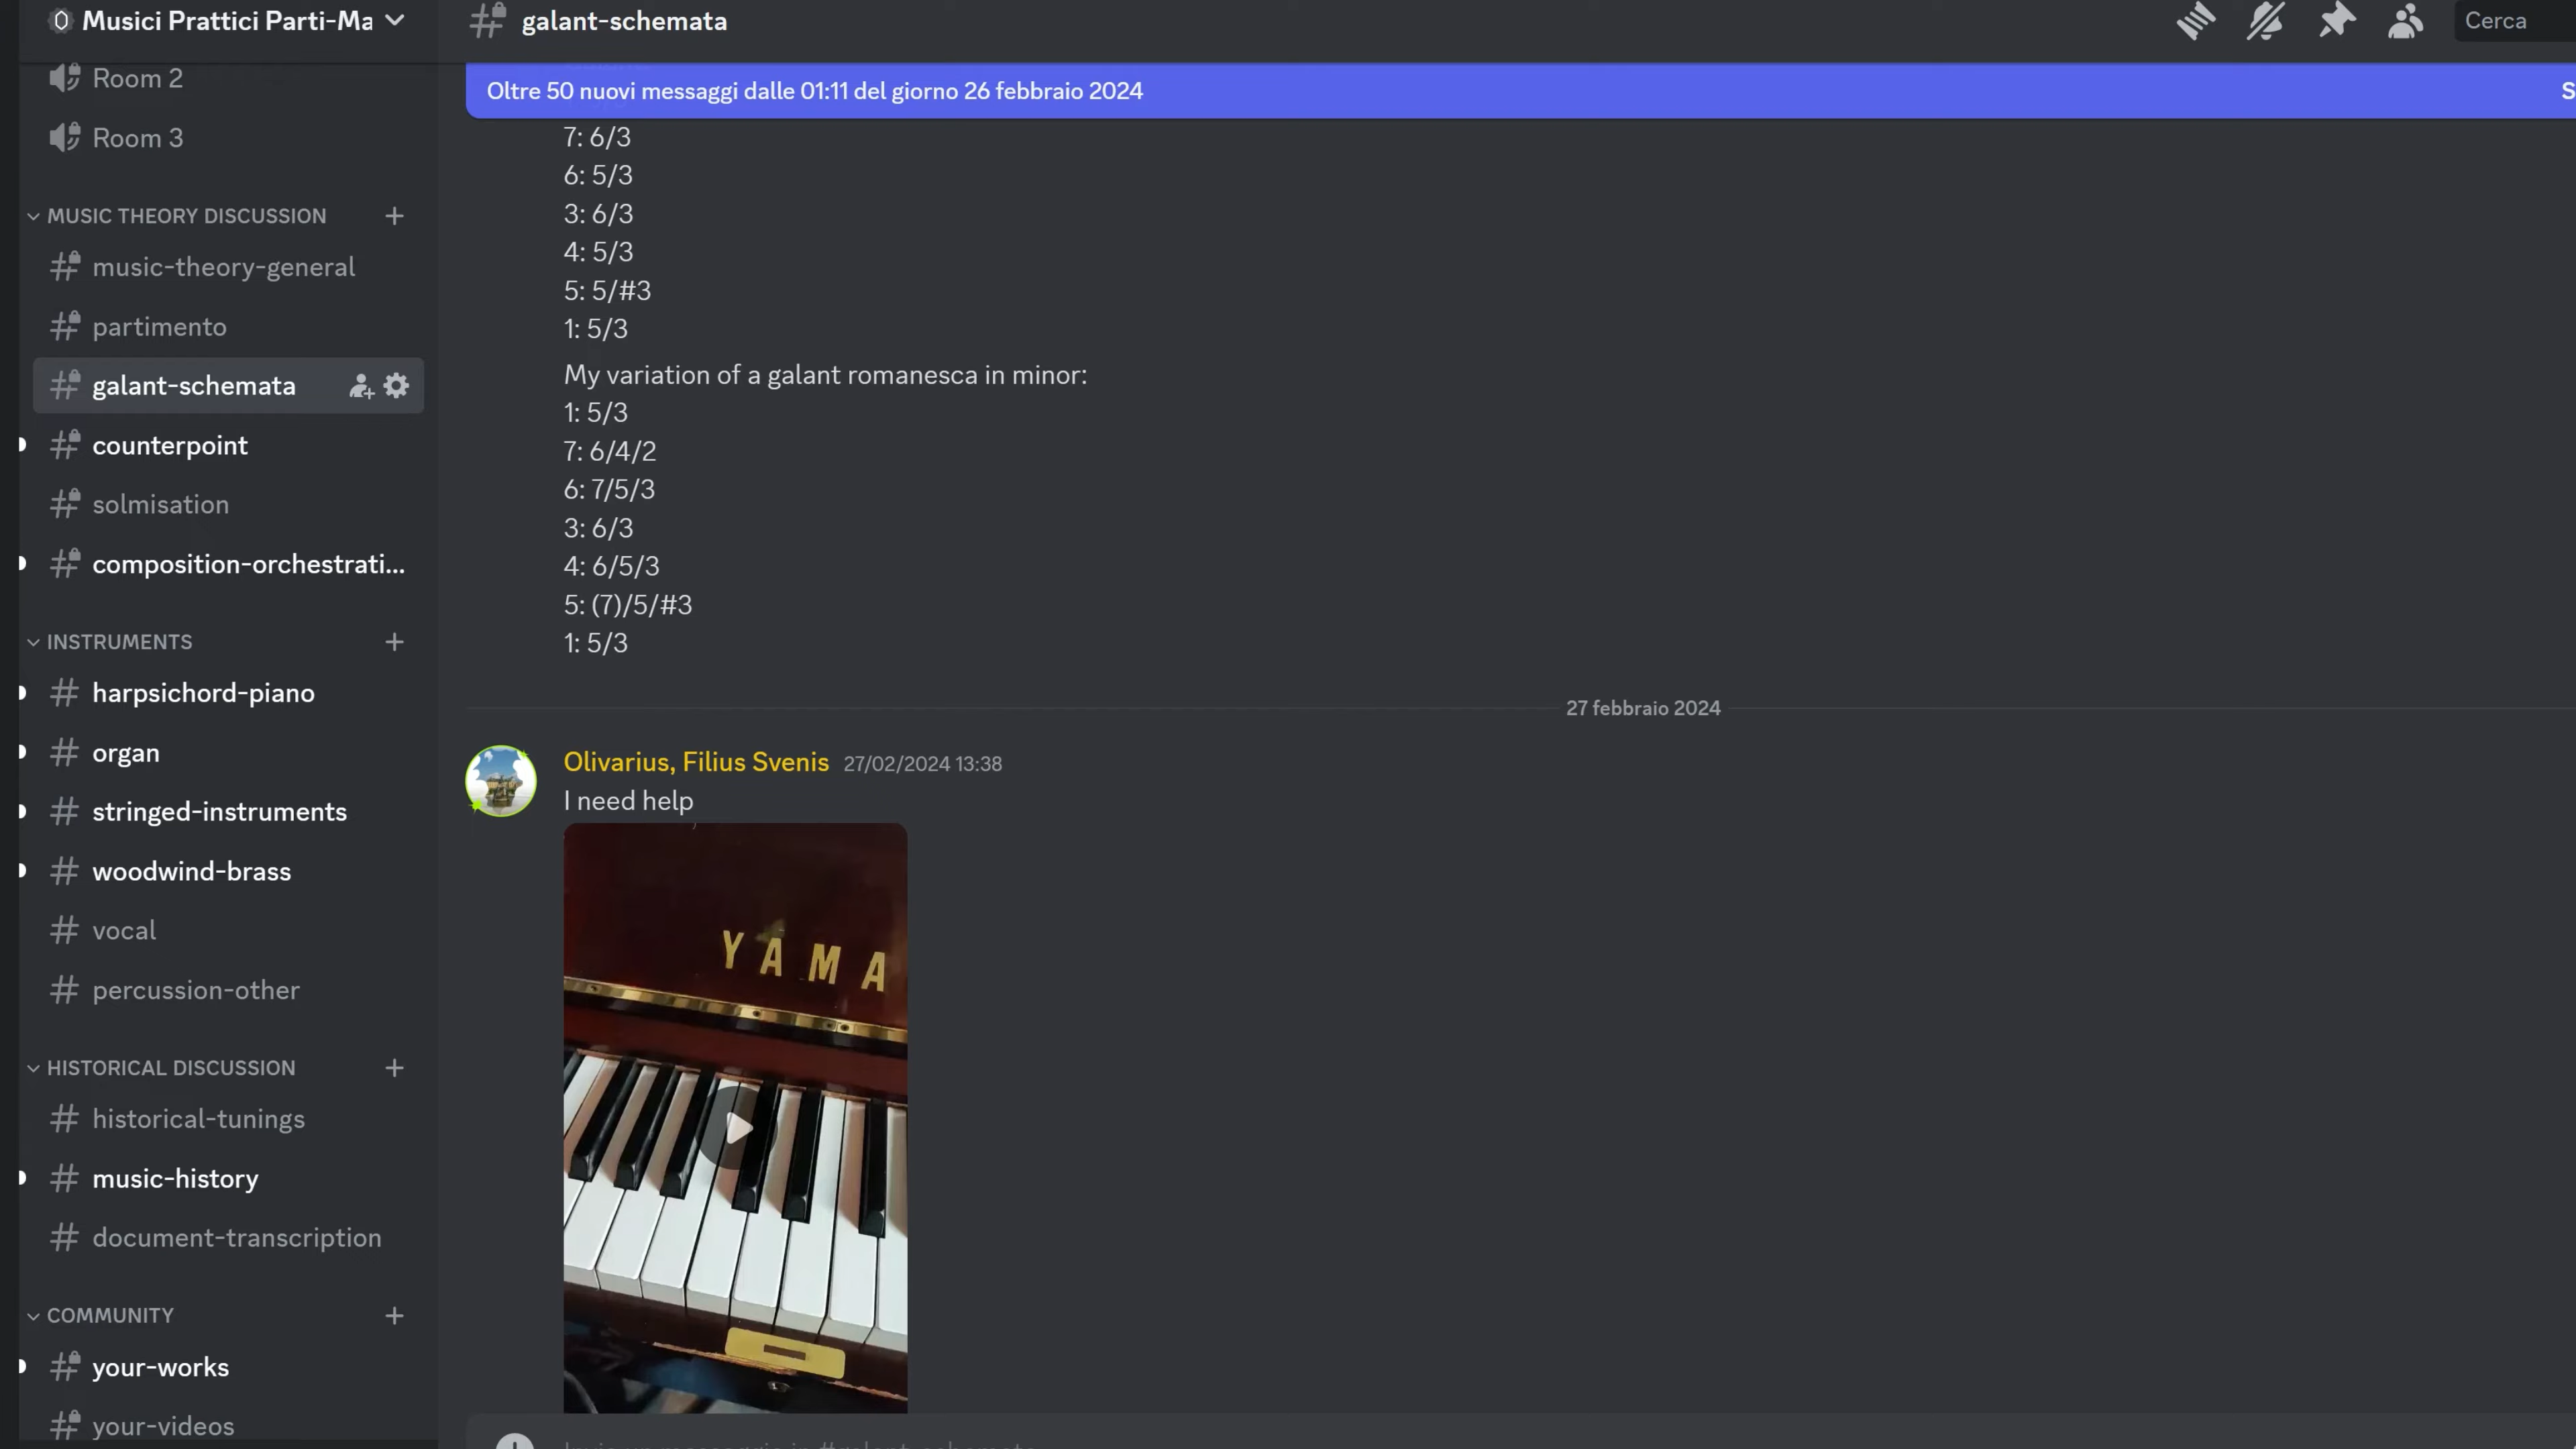 Musici Prattici Parti-Ma
Room 2
Room 3
MUSIC THEORY DISCUSSION
music-theory-general
partimento
galant-schemata
counterpoint
solmisation
composition-orchestrati...
INSTRUMENTS
harpsichord-piano
organ
stringed-instruments
woodwind-brass
vocal
percussion-other
HISTORICAL DISCUSSION
historical-tunings
music-history
document-transcription
COMMUNITY
your-works
your-videos
galant-schemata
Cerca
Oltre 50 nuovi messaggi dalle 01:11 del giorno 26 febbraio 2024
S
7: 6/3
6: 5/3
3: 6/3
4: 5/3
5: 5/#3
1: 5/3
My variation of a galant romanesca in minor:
1: 5/3
7: 6/4/2
6: 7/5/3
3: 6/3
4: 6/5/3
5: (7)/5/#3
1: 5/3
27 febbraio 2024
Olivarius, Filius Svenis 27/02/2024 13:38
I need help
YAMA